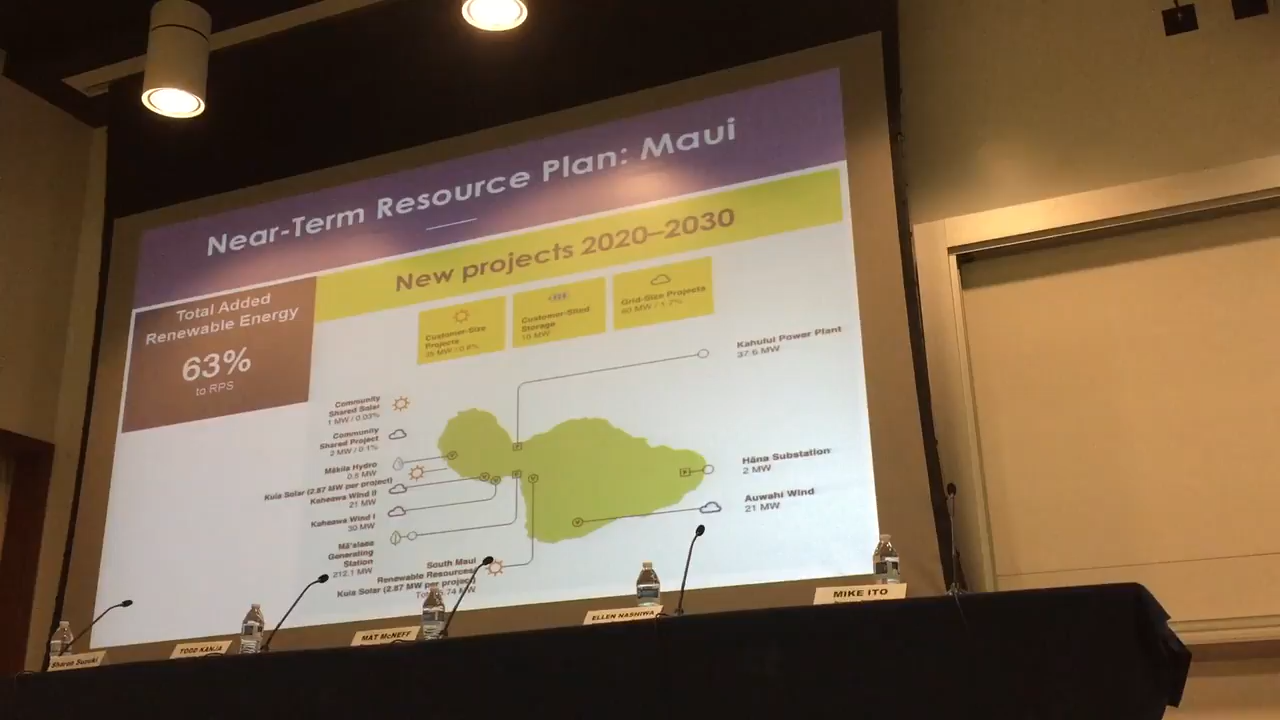 Near-Term Resource Plan: Maui
Total Added
Renewable Energy
63%
to RPS
New projects 2020–2030
Customer-Size
Projects
Customer-Sited
Storage
Grid-Size Projects
Kahului Power Plant
37.6 MW
Community
Shared Solar
1 MW / 0.03%
Community
Shared Project
2 MW / 0.1%
Mākila Hydro
0.5 MW
Kuia Solar (2.87 MW per project)
Kaheawa Wind II
21 MW
Kaheawa Wind I
30 MW
Mā'alaea
Generating
Station
212.1 MW
South Maui
Renewable Resources
Kuia Solar (2.87 MW per project)
Hāna Substation
2 MW
Auwahi Wind
21 MW
Sharon Suzuki
TODD KANJA
MAT McNEFF
ELLEN NASHIWA
MIKE ITO